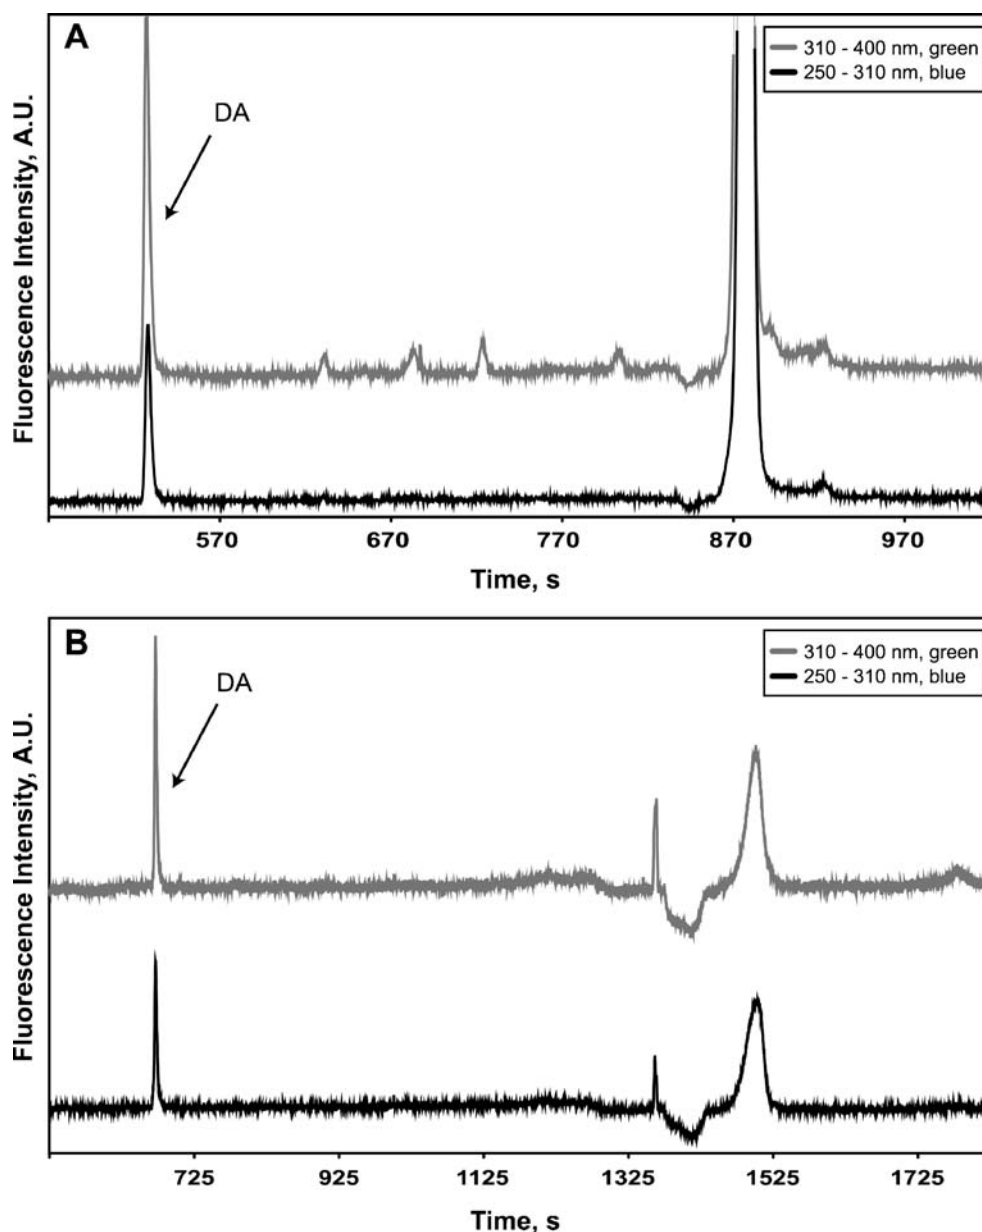 A
310 - 400 nm, green
250 - 310 nm, blue
DA
Fluorescence Intensity, A.U.
570 670 770 870 970
Time, s
B
310 - 400 nm, green
250 - 310 nm, blue
DA
Fluorescence Intensity, A.U.
725 925 1125 1325 1525 1725
Time, s